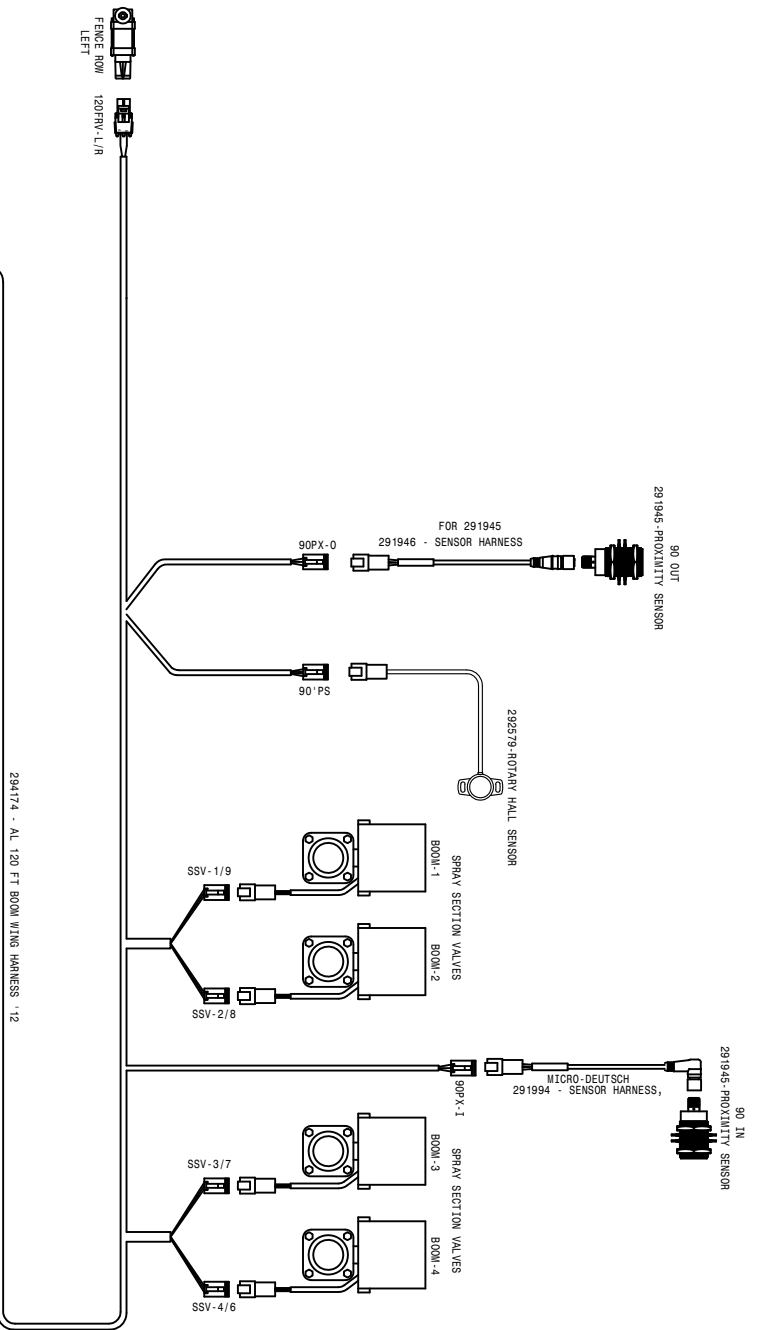 FENCE ROW
LEFT
120FRV-L/R
90 OUT
291945-PROXIMITY SENSOR
FOR 291945
291946 - SENSOR HARNESS
90PX-O
90'PS
292579-ROTARY HALL SENSOR
SPRAY SECTION VALVES
BOOM-1
BOOM-2
SSV-1/9
SSV-2/8
90 IN
291945-PROXIMITY SENSOR
MICRO-DEUTSCH
291994 - SENSOR HARNESS,
90PX-I
SPRAY SECTION VALVES
BOOM-3
BOOM-4
SSV-3/7
SSV-4/6
294174 - AL 120 FT BOOM WING HARNESS '12